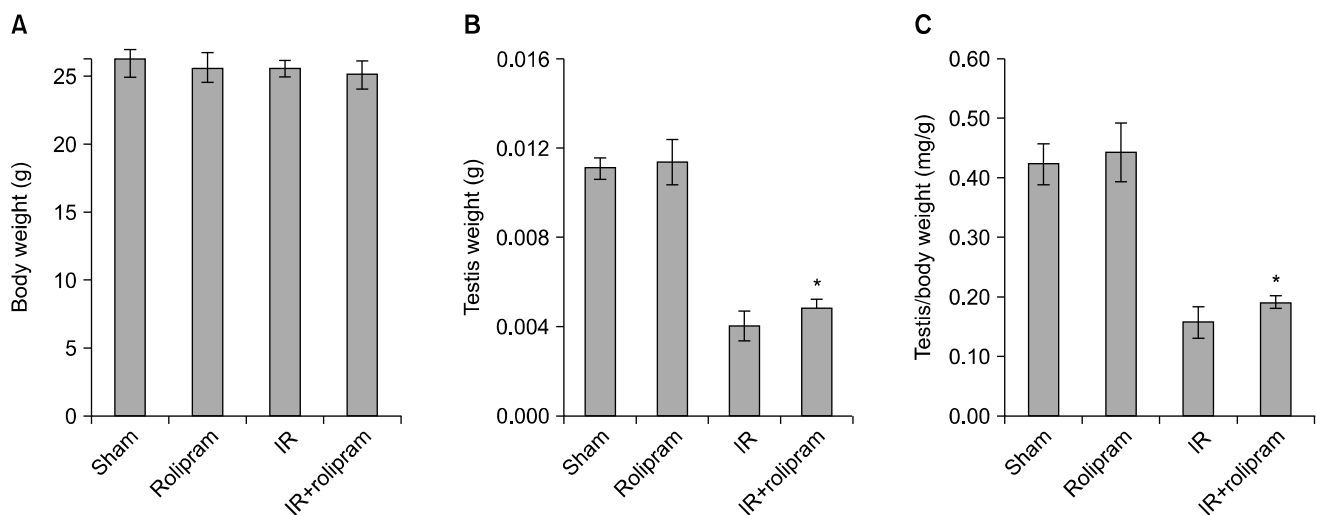 A
Body weight (g)
25
20
15
10
5
0
Sham
Rolipram
IR
IR+rolipram
B
Testis weight (g)
0.016
0.012
0.008
0.004
0.000
*
Sham
Rolipram
IR
IR+rolipram
C
Testis/body weight (mg/g)
0.60
0.50
0.40
0.30
0.20
0.10
0.00
*
Sham
Rolipram
IR
IR+rolipram